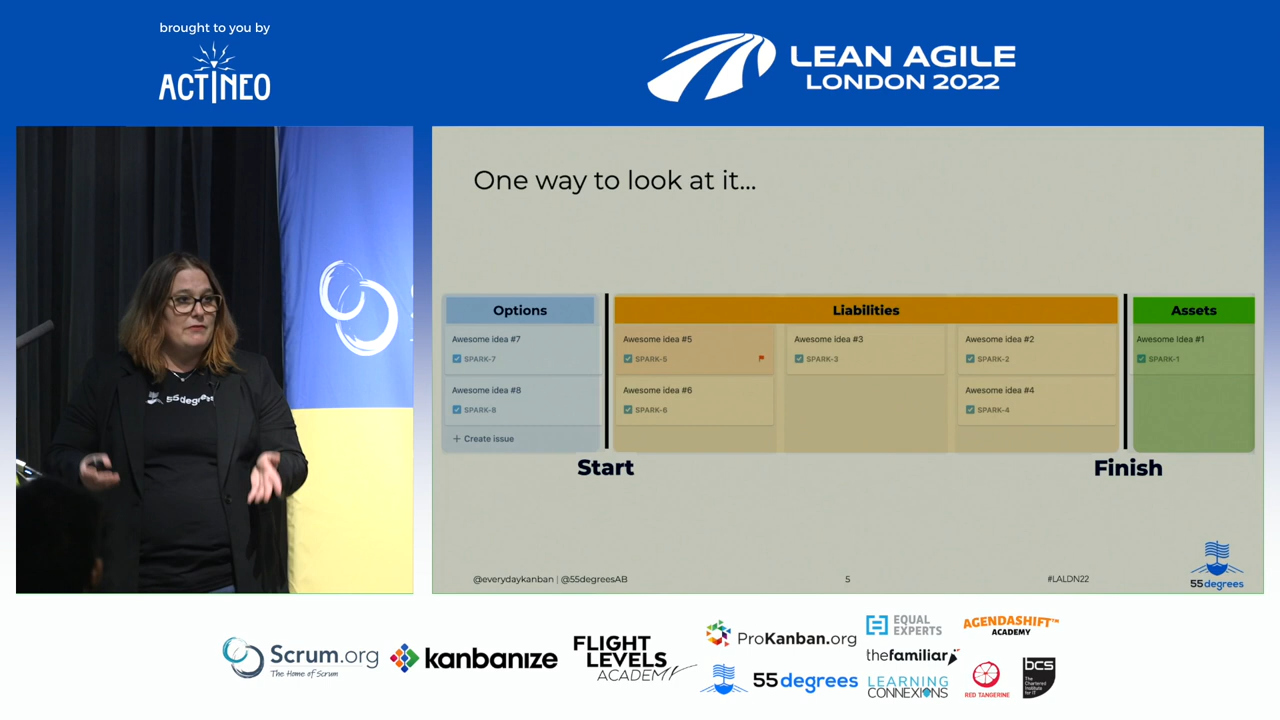 brought to you by
ACTINEO
LEAN AGILE
LONDON 2022
55degrees
One way to look at it...
Options
Liabilities
Assets
Awesome idea #7
SPARK-7
Awesome idea #5
SPARK-5
Awesome idea #3
SPARK-3
Awesome idea #2
SPARK-2
Awesome idea #1
SPARK-1
Awesome idea #8
SPARK-8
Awesome idea #6
SPARK-6
Awesome idea #4
SPARK-4
+ Create issue
Start
Finish
@everydaykanban | @55degreesAB
5
#LALDN22
55degrees
Scrum.org
The Home of Scrum
kanbanize
FLIGHT
LEVELS
ACADEMY
ProKanban.org
55degrees
EQUAL
EXPERTS
thefamiliar
LEARNING
CONNEXIONS
AGENDASHIFT™
ACADEMY
RED TANGERINE
bcs
The
Chartered
Institute
for IT